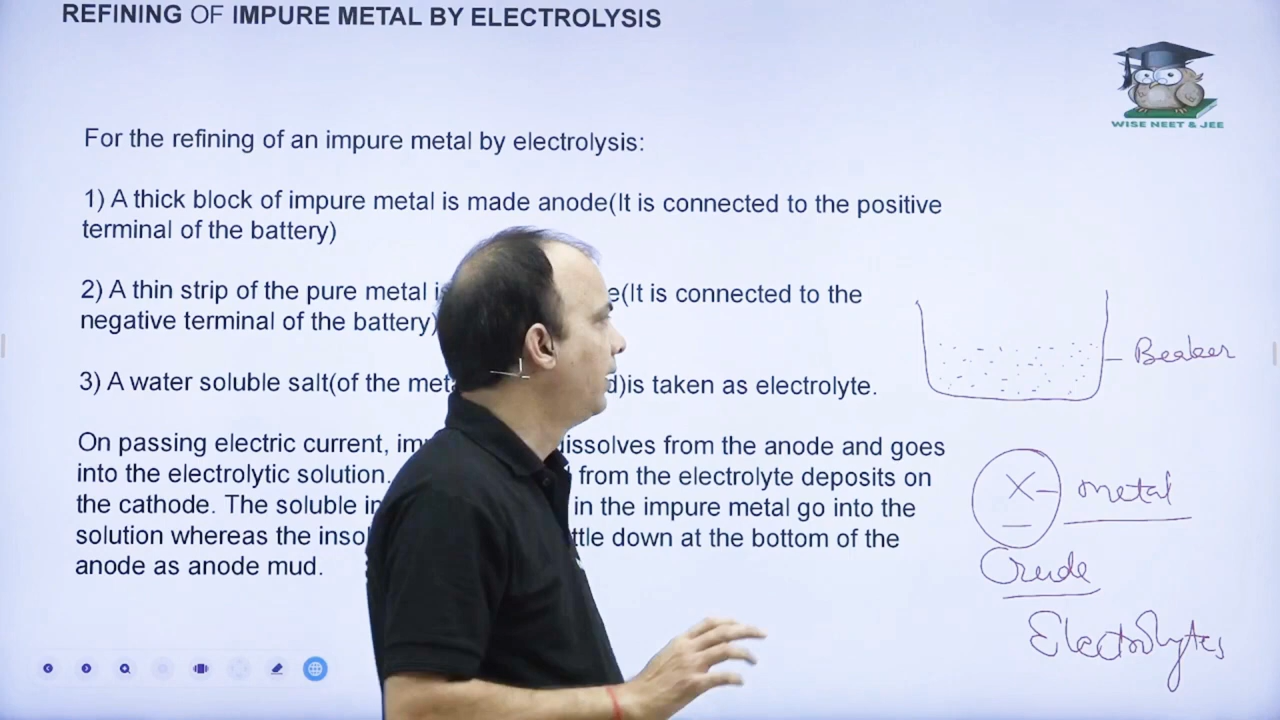 REFINING OF IMPURE METAL BY ELECTROLYSIS
WISE NEET & JEE
For the refining of an impure metal by electrolysis:
1) A thick block of impure metal is made anode(It is connected to the positive
terminal of the battery)
2) A thin strip of the pure metal e(It is connected to the
negative terminal of the battery)
3) A water soluble salt(of the met d)is taken as electrolyte.
On passing electric current, im issolves from the anode and goes
into the electrolytic solution. from the electrolyte deposits on
the cathode. The soluble in in the impure metal go into the
solution whereas the inso ttle down at the bottom of the
anode as anode mud.
Beaker
X - metal
Crude
Electrolytes